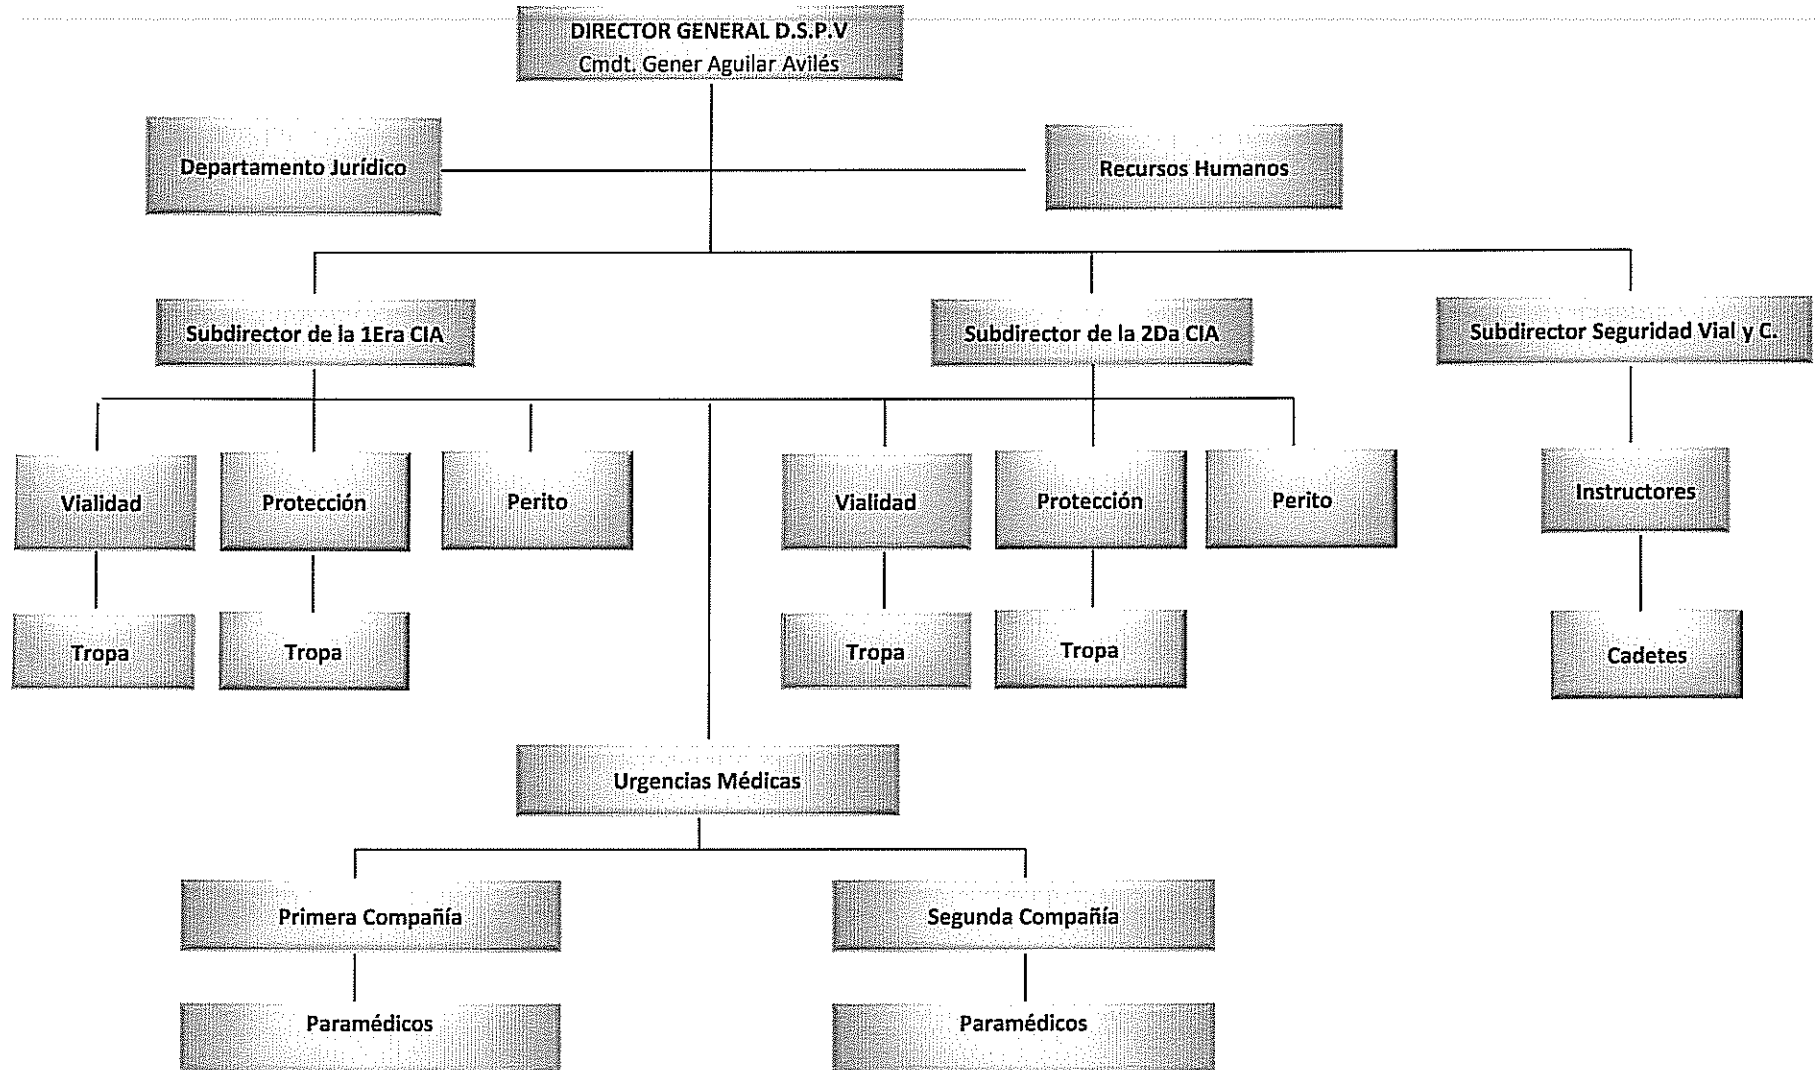 DIRECTOR GENERAL D.S.P.V
Cmdt. Gener Aguilar Avilés
Departamento Jurídico
Recursos Humanos
Subdirector de la 1Era CIA
Subdirector de la 2Da CIA
Subdirector Seguridad Vial y C.
Vialidad
Protección
Perito
Vialidad
Protección
Perito
Instructores
Tropa
Tropa
Tropa
Tropa
Cadetes
Urgencias Médicas
Primera Compañía
Segunda Compañía
Paramédicos
Paramédicos